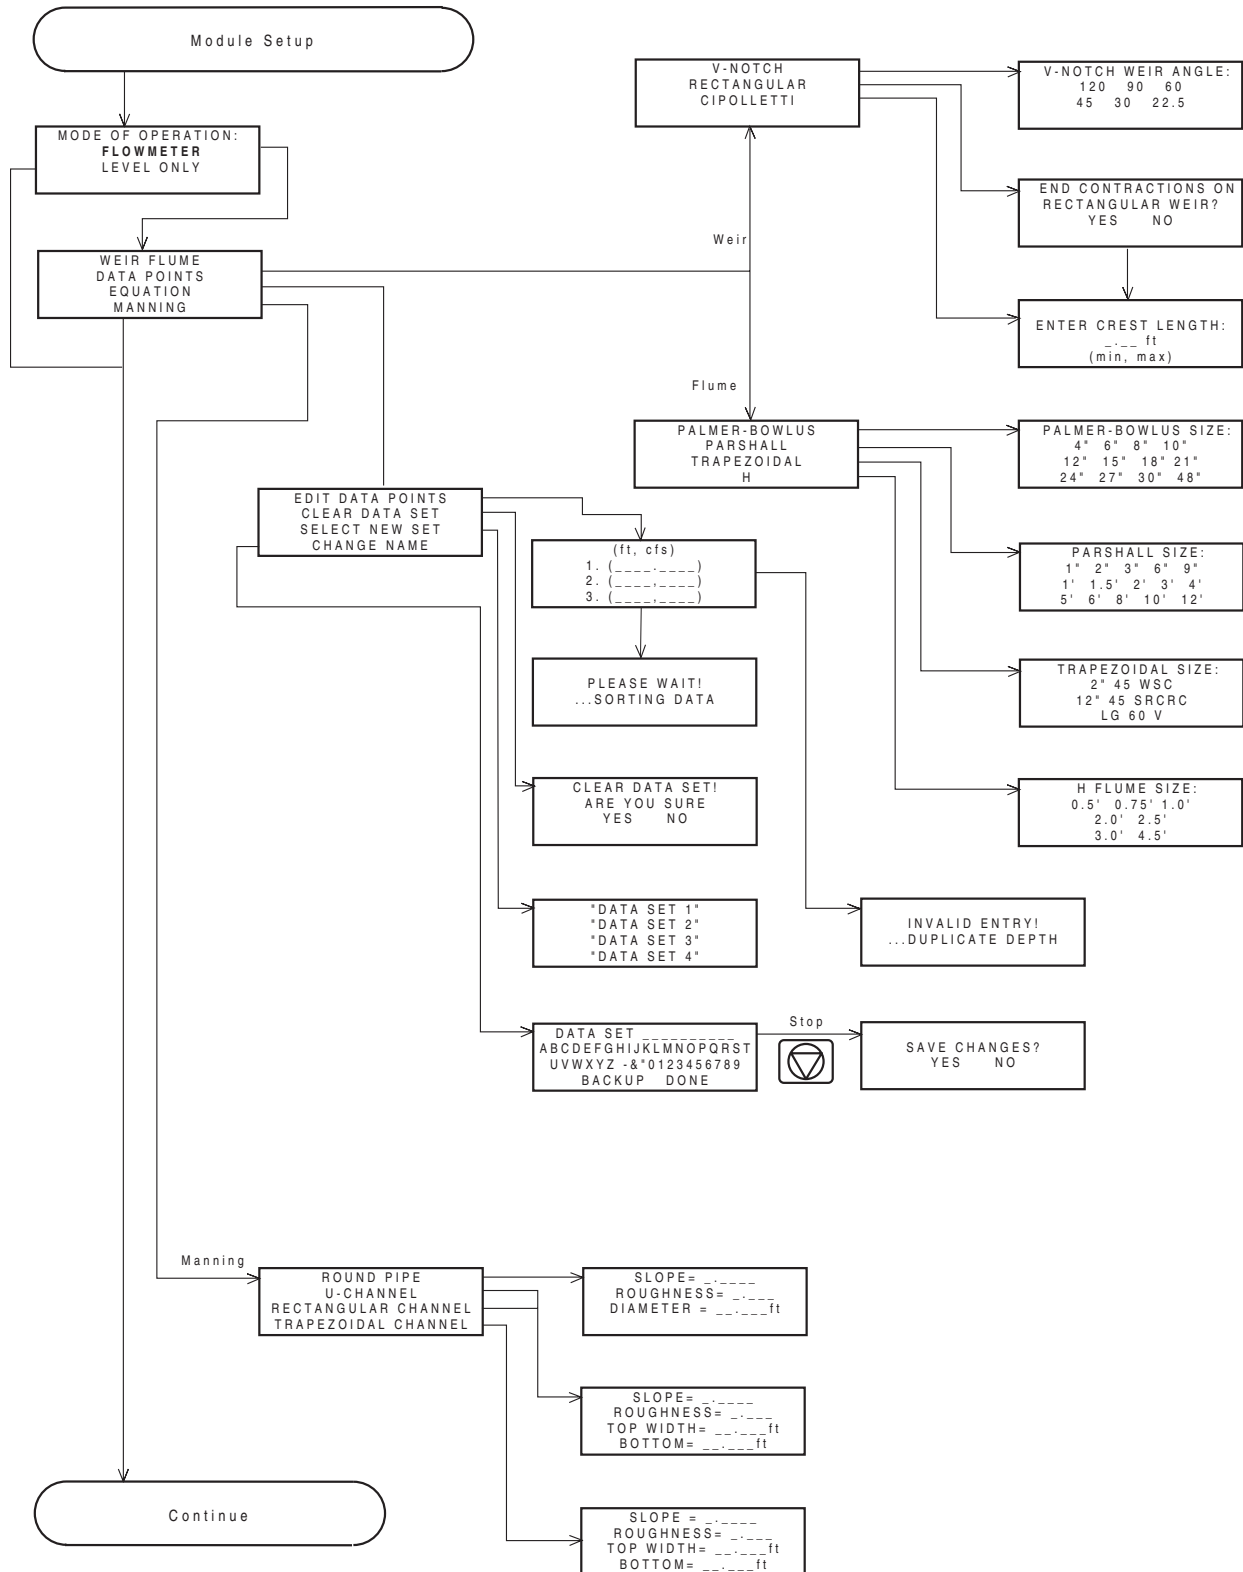 Module Setup
MODE OF OPERATION:
FLOWMETER
LEVEL ONLY
WEIR FLUME
DATA POINTS
EQUATION
MANNING
Weir
Flume
V-NOTCH
RECTANGULAR
CIPOLLETTI
V-NOTCH WEIR ANGLE:
120 90 60
45 30 22.5
END CONTRACTIONS ON
RECTANGULAR WEIR?
YES NO
ENTER CREST LENGTH:
_.__ ft
(min, max)
PALMER-BOWLUS
PARSHALL
TRAPEZOIDAL
H
PALMER-BOWLUS SIZE:
4" 6" 8" 10"
12" 15" 18" 21"
24" 27" 30" 48"
PARSHALL SIZE:
1" 2" 3" 6" 9"
1' 1.5' 2' 3' 4'
5' 6' 8' 10' 12'
TRAPEZOIDAL SIZE:
2" 45 WSC
12" 45 SRCRC
LG 60 V
H FLUME SIZE:
0.5' 0.75' 1.0'
2.0' 2.5'
3.0' 4.5'
EDIT DATA POINTS
CLEAR DATA SET
SELECT NEW SET
CHANGE NAME
(ft, cfs)
1. (____.____)
2. (____,____)
3. (____,____)
PLEASE WAIT!
...SORTING DATA
CLEAR DATA SET!
ARE YOU SURE
YES NO
"DATA SET 1"
"DATA SET 2"
"DATA SET 3"
"DATA SET 4"
INVALID ENTRY!
...DUPLICATE DEPTH
DATA SET __________
ABCDEFGHIJKLMNOPQRST
UVWXYZ -&"0123456789
BACKUP DONE
Stop
SAVE CHANGES?
YES NO
Manning
ROUND PIPE
U-CHANNEL
RECTANGULAR CHANNEL
TRAPEZOIDAL CHANNEL
SLOPE= _.____
ROUGHNESS= _.___
DIAMETER = __.___ft
SLOPE= _.____
ROUGHNESS= _.___
TOP WIDTH= __.___ft
BOTTOM= __.___ft
SLOPE = _.____
ROUGHNESS= _.___
TOP WIDTH= __.___ft
BOTTOM= __.___ft
Continue